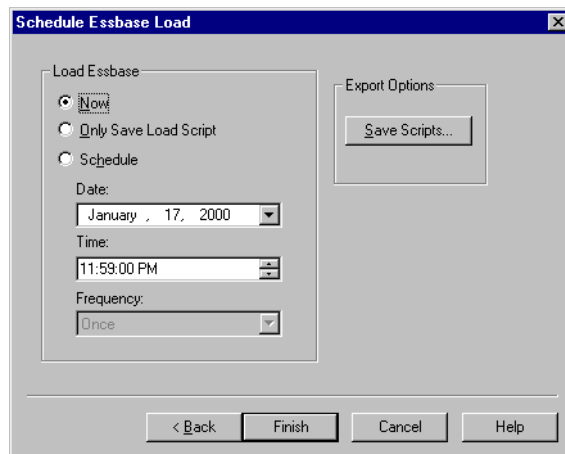 Schedule Essbase Load
Load Essbase
Now
Only Save Load Script
Schedule
Date:
January , 17, 2000
Time:
11:59:00 PM
Frequency:
Once
Export Options
Save Scripts...
< Back
Finish
Cancel
Help